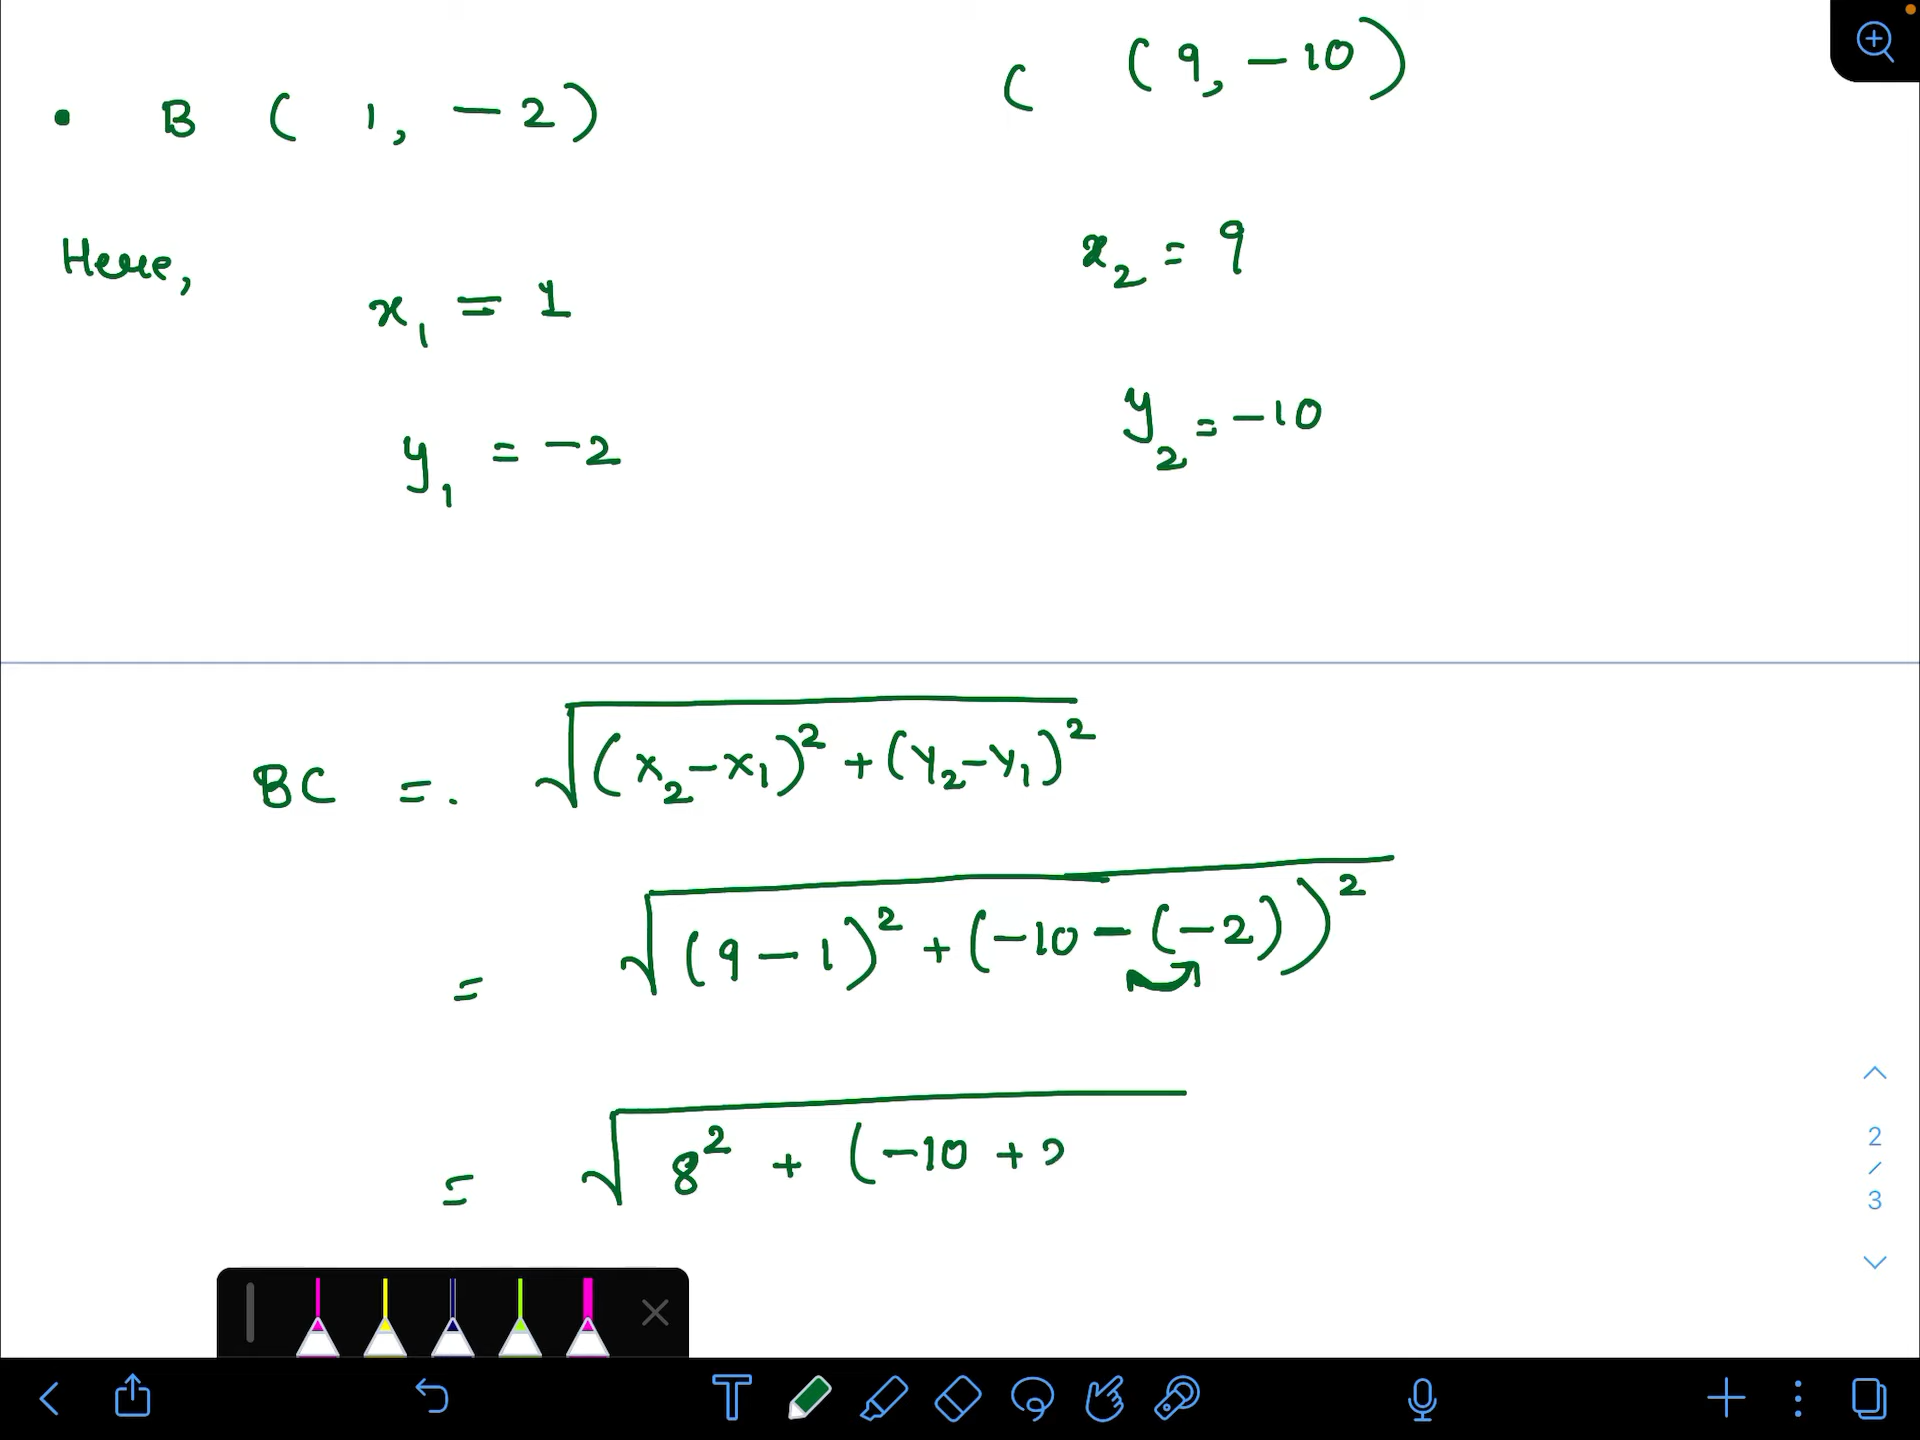 • B ( 1, -2) C (9, -10)
Here, x₁ = 1 x₂ = 9
y₁ = -2 y₂ = -10
BC =. √((x₂-x₁)² + (y₂-y₁)²)
= √((9-1)² + (-10-(-2))²)
= √(8² + (-10 +
2
/
3